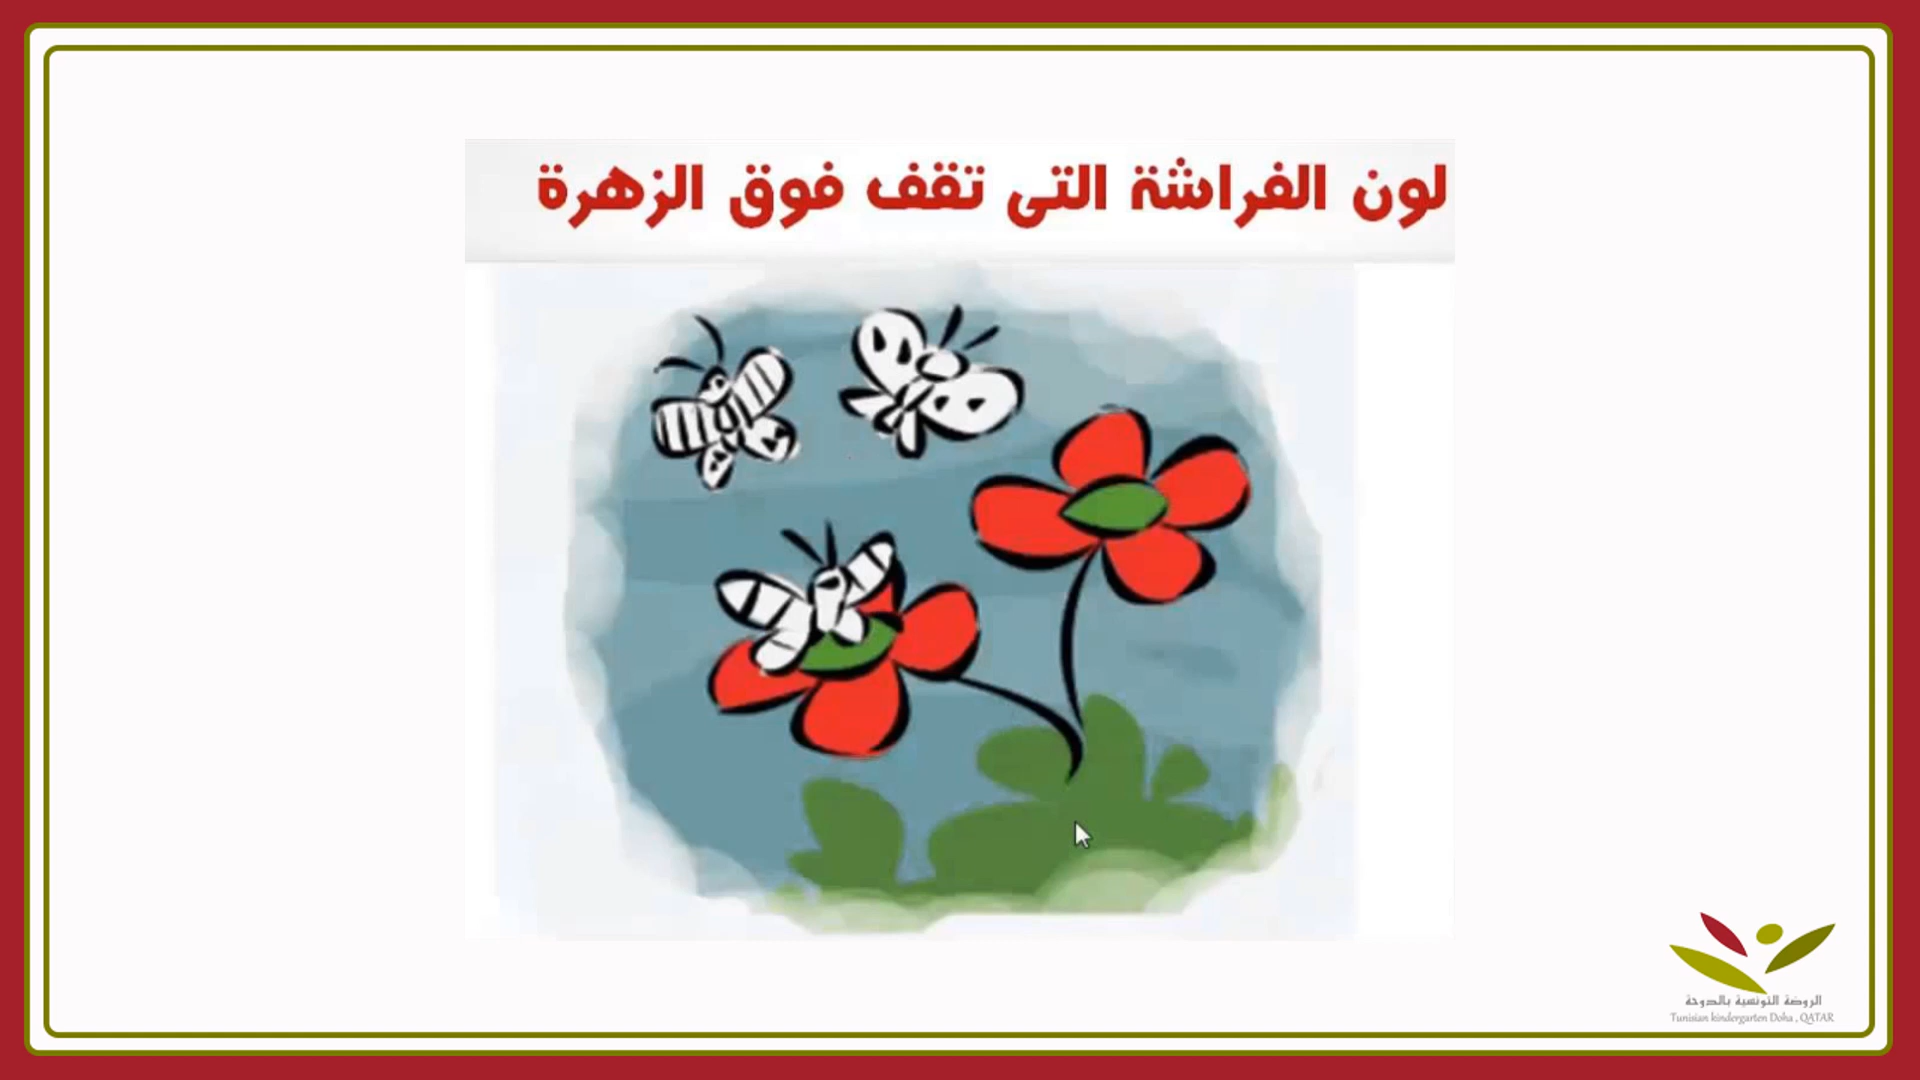 لون الفراشة التى تقف فوق الزهرة
الروضة التونسية بالدوحة
Tunisian kindergarten Doha , QATAR